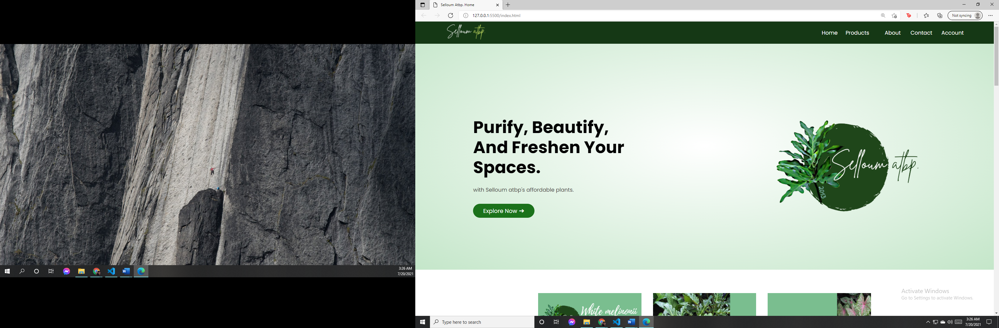 3:26 AM
7/20/2021
Selloum Atbp. Home
127.0.0.1:5500/index.html
Not syncing
Selloum atbp.
Home
Products
About
Contact
Account
Purify, Beautify,
And Freshen Your
Spaces.
with Selloum atbp's affordable plants.
Explore Now ➔
Selloum atbp.
2013
White melinonii
Activate Windows
Go to Settings to activate Windows.
Type here to search
3:26 AM
7/20/2021